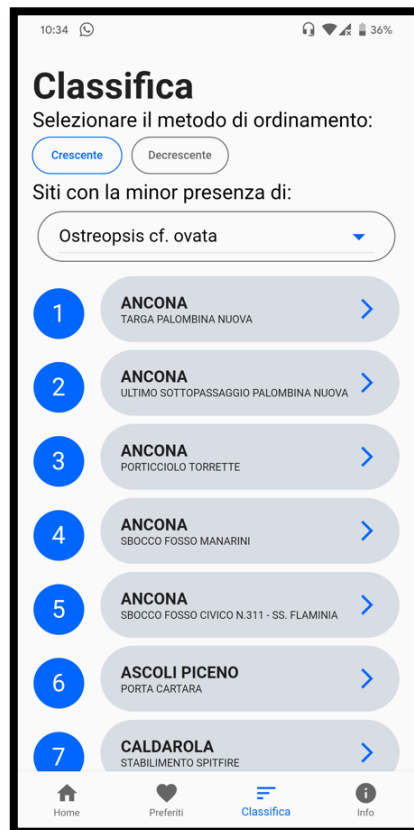 10:34 36%
Classifica
Selezionare il metodo di ordinamento:
Crescente Decrescente
Siti con la minor presenza di:
Ostreopsis cf. ovata
1 ANCONA
TARGA PALOMBINA NUOVA
2 ANCONA
ULTIMO SOTTOPASSAGGIO PALOMBINA NUOVA
3 ANCONA
PORTICCIOLO TORRETTE
4 ANCONA
SBOCCO FOSSO MANARINI
5 ANCONA
SBOCCO FOSSO CIVICO N.311 - SS. FLAMINIA
6 ASCOLI PICENO
PORTA CARTARA
7 CALDAROLA
STABILIMENTO SPITFIRE
Home Preferiti Classifica Info